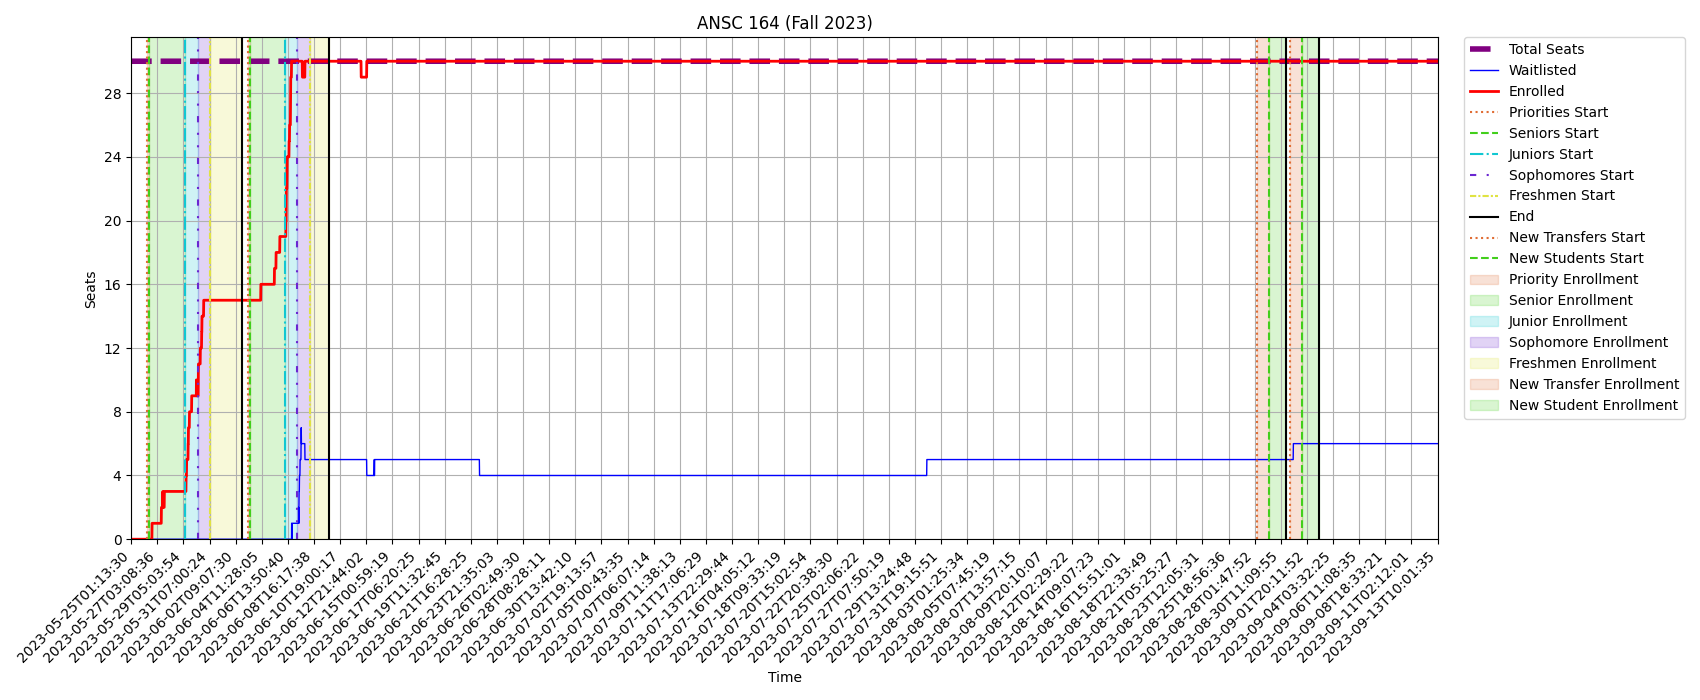 ANSC 164 (Fall 2023)
Seats
28
24
20
16
12
8
4
0
2023-05-25T01:13:30
2023-05-27T03:08:36
2023-05-29T05:03:54
2023-05-31T07:00:24
2023-06-02T09:07:30
2023-06-04T11:28:05
2023-06-06T13:50:40
2023-06-08T16:17:38
2023-06-10T19:00:17
2023-06-12T21:44:02
2023-06-15T00:59:19
2023-06-17T06:20:25
2023-06-19T11:32:45
2023-06-21T16:28:25
2023-06-23T21:35:03
2023-06-26T02:49:30
2023-06-28T08:28:11
2023-06-30T13:42:10
2023-07-02T19:13:57
2023-07-05T00:43:35
2023-07-07T06:07:14
2023-07-09T11:38:13
2023-07-11T17:06:29
2023-07-13T22:29:44
2023-07-16T04:05:12
2023-07-18T09:33:19
2023-07-20T15:02:54
2023-07-22T20:38:30
2023-07-25T02:06:22
2023-07-27T07:50:19
2023-07-29T13:24:48
2023-07-31T19:15:51
2023-08-03T01:25:34
2023-08-05T07:45:19
2023-08-07T13:57:15
2023-08-09T20:10:07
2023-08-12T02:29:22
2023-08-14T09:07:23
2023-08-16T15:51:01
2023-08-18T22:33:49
2023-08-21T05:25:27
2023-08-23T12:05:31
2023-08-25T18:56:36
2023-08-28T01:47:52
2023-08-30T11:09:55
2023-09-01T20:11:52
2023-09-04T03:32:25
2023-09-06T11:08:35
2023-09-08T18:33:21
2023-09-11T02:12:01
2023-09-13T10:01:35
Time
Total Seats
Waitlisted
Enrolled
Priorities Start
Seniors Start
Juniors Start
Sophomores Start
Freshmen Start
End
New Transfers Start
New Students Start
Priority Enrollment
Senior Enrollment
Junior Enrollment
Sophomore Enrollment
Freshmen Enrollment
New Transfer Enrollment
New Student Enrollment